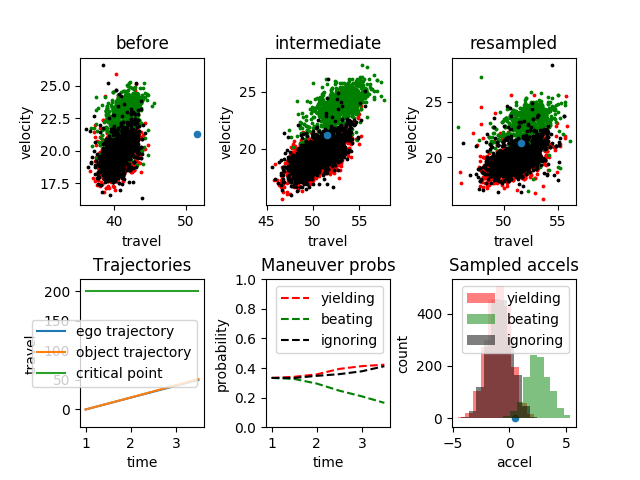 before
intermediate
resampled
velocity
25.0
22.5
20.0
17.5
40
50
travel
velocity
25
20
45
50
55
travel
velocity
25
20
50
55
travel
Trajectories
travel
200
150
100
50
0
ego trajectory
object trajectory
critical point
1
2
3
time
Maneuver probs
probability
1.0
0.8
0.6
0.4
0.2
0.0
yielding
beating
ignoring
1
2
3
time
Sampled accels
count
400
200
0
yielding
beating
ignoring
−5
0
5
accel